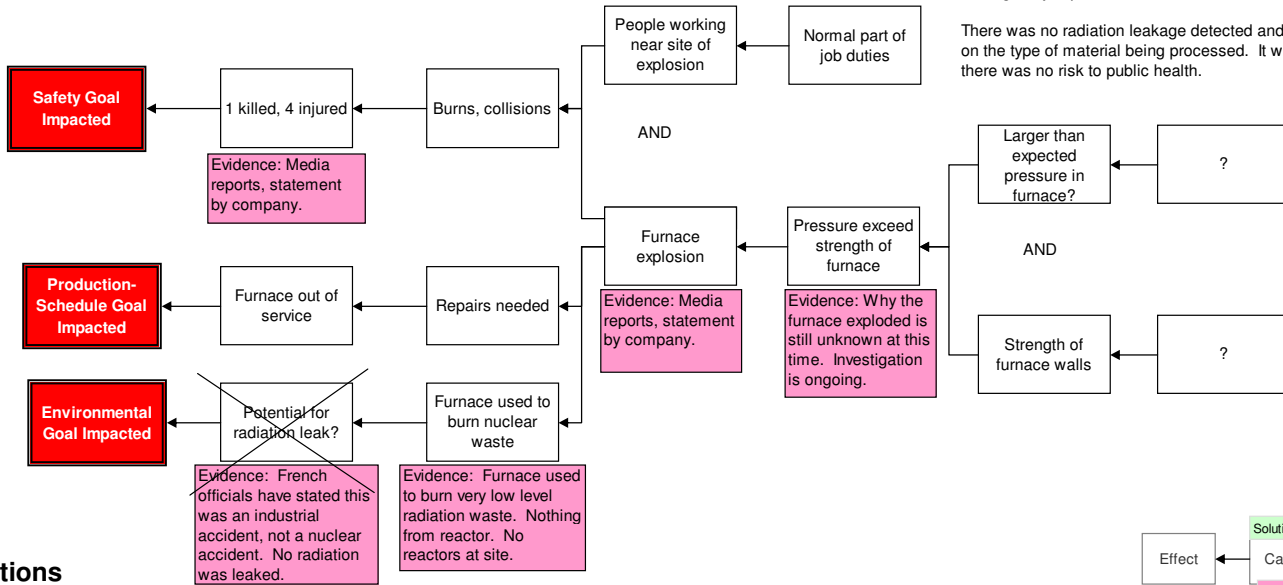 There was no radiation leakage detected and
on the type of material being processed.  It
there was no risk to public health.
People working
near site of
explosion
Normal part of
job duties
Safety Goal
Impacted
1 killed, 4 injured
Burns, collisions
AND
Evidence: Media
reports, statement
by company.
Larger than
expected
pressure in
furnace?
?
Furnace
explosion
Pressure exceed
strength of
furnace
AND
Production-
Schedule Goal
Impacted
Furnace out of
service
Repairs needed
Evidence: Media
reports, statement
by company.
Evidence: Why the
furnace exploded is
still unknown at this
time.  Investigation
is ongoing.
Strength of
furnace walls
?
Environmental
Goal Impacted
Potential for
radiation leak?
Furnace used to
burn nuclear
waste
Evidence:  French
officials have stated this
was an industrial
accident, not a nuclear
accident.  No radiation
was leaked.
Evidence:  Furnace used
to burn very low level
radiation waste.  Nothing
from reactor.  No
reactors at site.
Effect